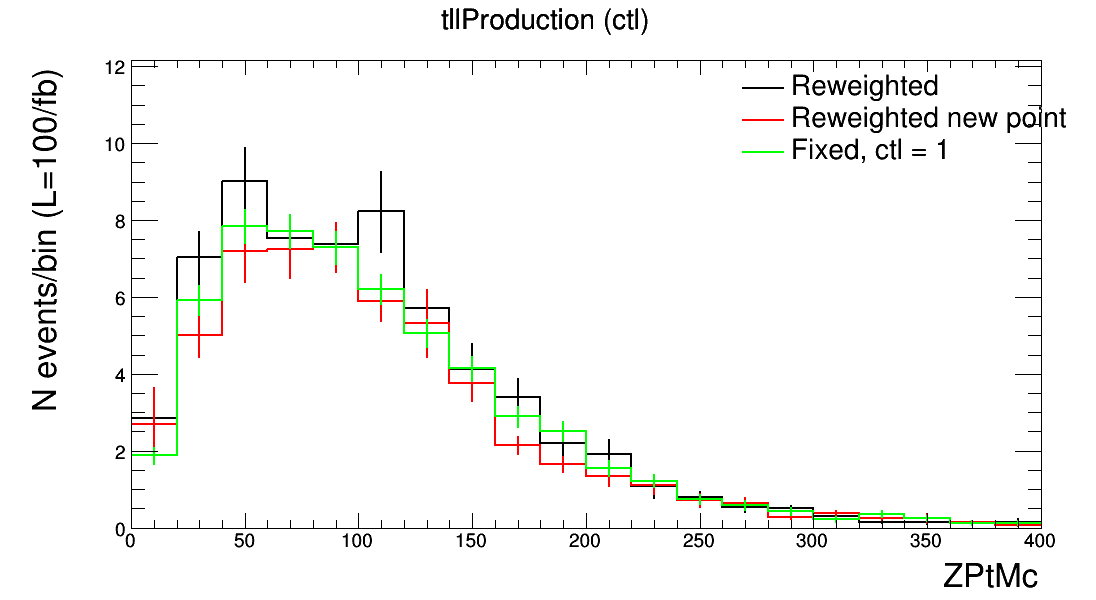 tllProduction (ctl)
N events/bin (L=100/fb)
12
10
8
6
4
2
0
Reweighted
Reweighted new point
Fixed, ctl = 1
0 50 100 150 200 250 300 350 400
ZPtMc